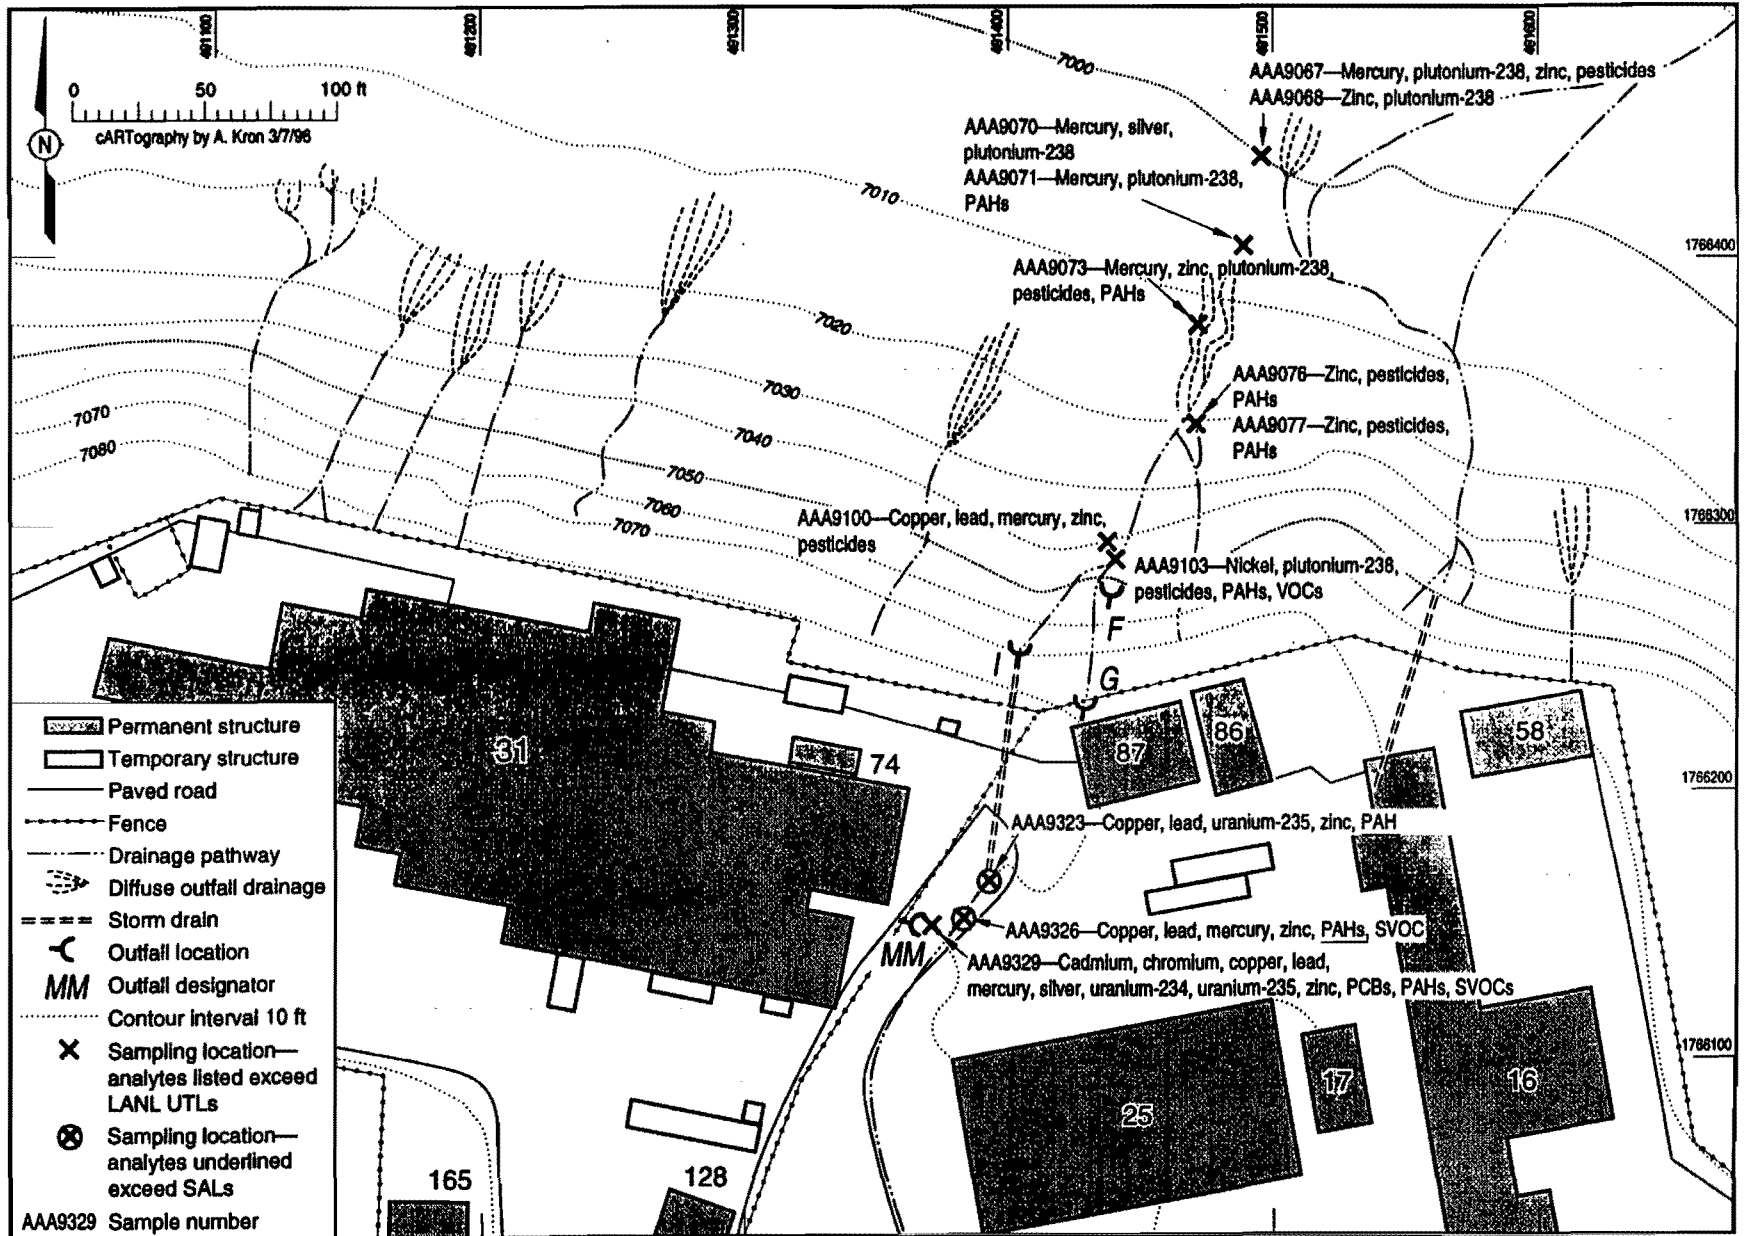 491100
491200
491300
491400
491500
491600
0 50 100 ft
cARTography by A. Kron 3/7/96
N
7000
AAA9067—Mercury, plutonium-238, zinc, pesticides
AAA9068—Zinc, plutonium-238
AAA9070—Mercury, silver,
plutonium-238
AAA9071—Mercury, plutonium-238,
PAHs
7010
1766400
AAA9073—Mercury, zinc, plutonium-238,
pesticides, PAHs
7020
7030
AAA9076—Zinc, pesticides,
PAHs
AAA9077—Zinc, pesticides,
PAHs
7070
7080
7040
7050
7060
7070
1766300
AAA9100—Copper, lead, mercury, zinc,
pesticides
AAA9103—Nickel, plutonium-238,
pesticides, PAHs, VOCs
F
I
G
31
74
87
86
58
1766200
AAA9323—Copper, lead, uranium-235, zinc, PAH
AAA9326—Copper, lead, mercury, zinc, PAHs, SVOC
MM
AAA9329—Cadmium, chromium, copper, lead,
mercury, silver, uranium-234, uranium-235, zinc, PCBs, PAHs, SVOCs
1766100
25
17
16
165
128
Permanent structure
Temporary structure
Paved road
Fence
Drainage pathway
Diffuse outfall drainage
Storm drain
Outfall location
MM Outfall designator
Contour interval 10 ft
Sampling location—
analytes listed exceed
LANL UTLs
Sampling location—
analytes underlined
exceed SALs
AAA9329 Sample number